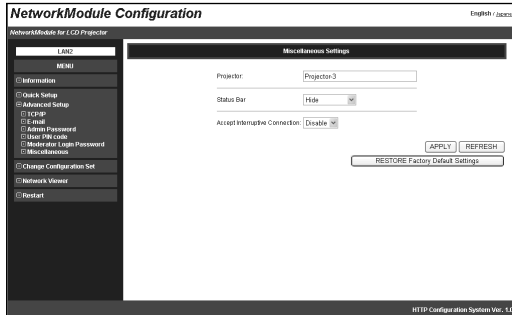 NetworkModule Configuration
English /
NetworkModule for LCD Projector
LAN2
MENU
Information
Quick Setup
Advanced Setup
TCP/IP
E-mail
Admin Password
User PIN code
Moderator Login Password
Miscellaneous
Change Configuration Set
Network Viewer
Restart
Miscellaneous Settings
Projector: Projector-3
Status Bar Hide
Accept Interruptive Connection: Disable
APPLY REFRESH
RESTORE Factory Default Settings
HTTP Configuration System Ver. 1.0